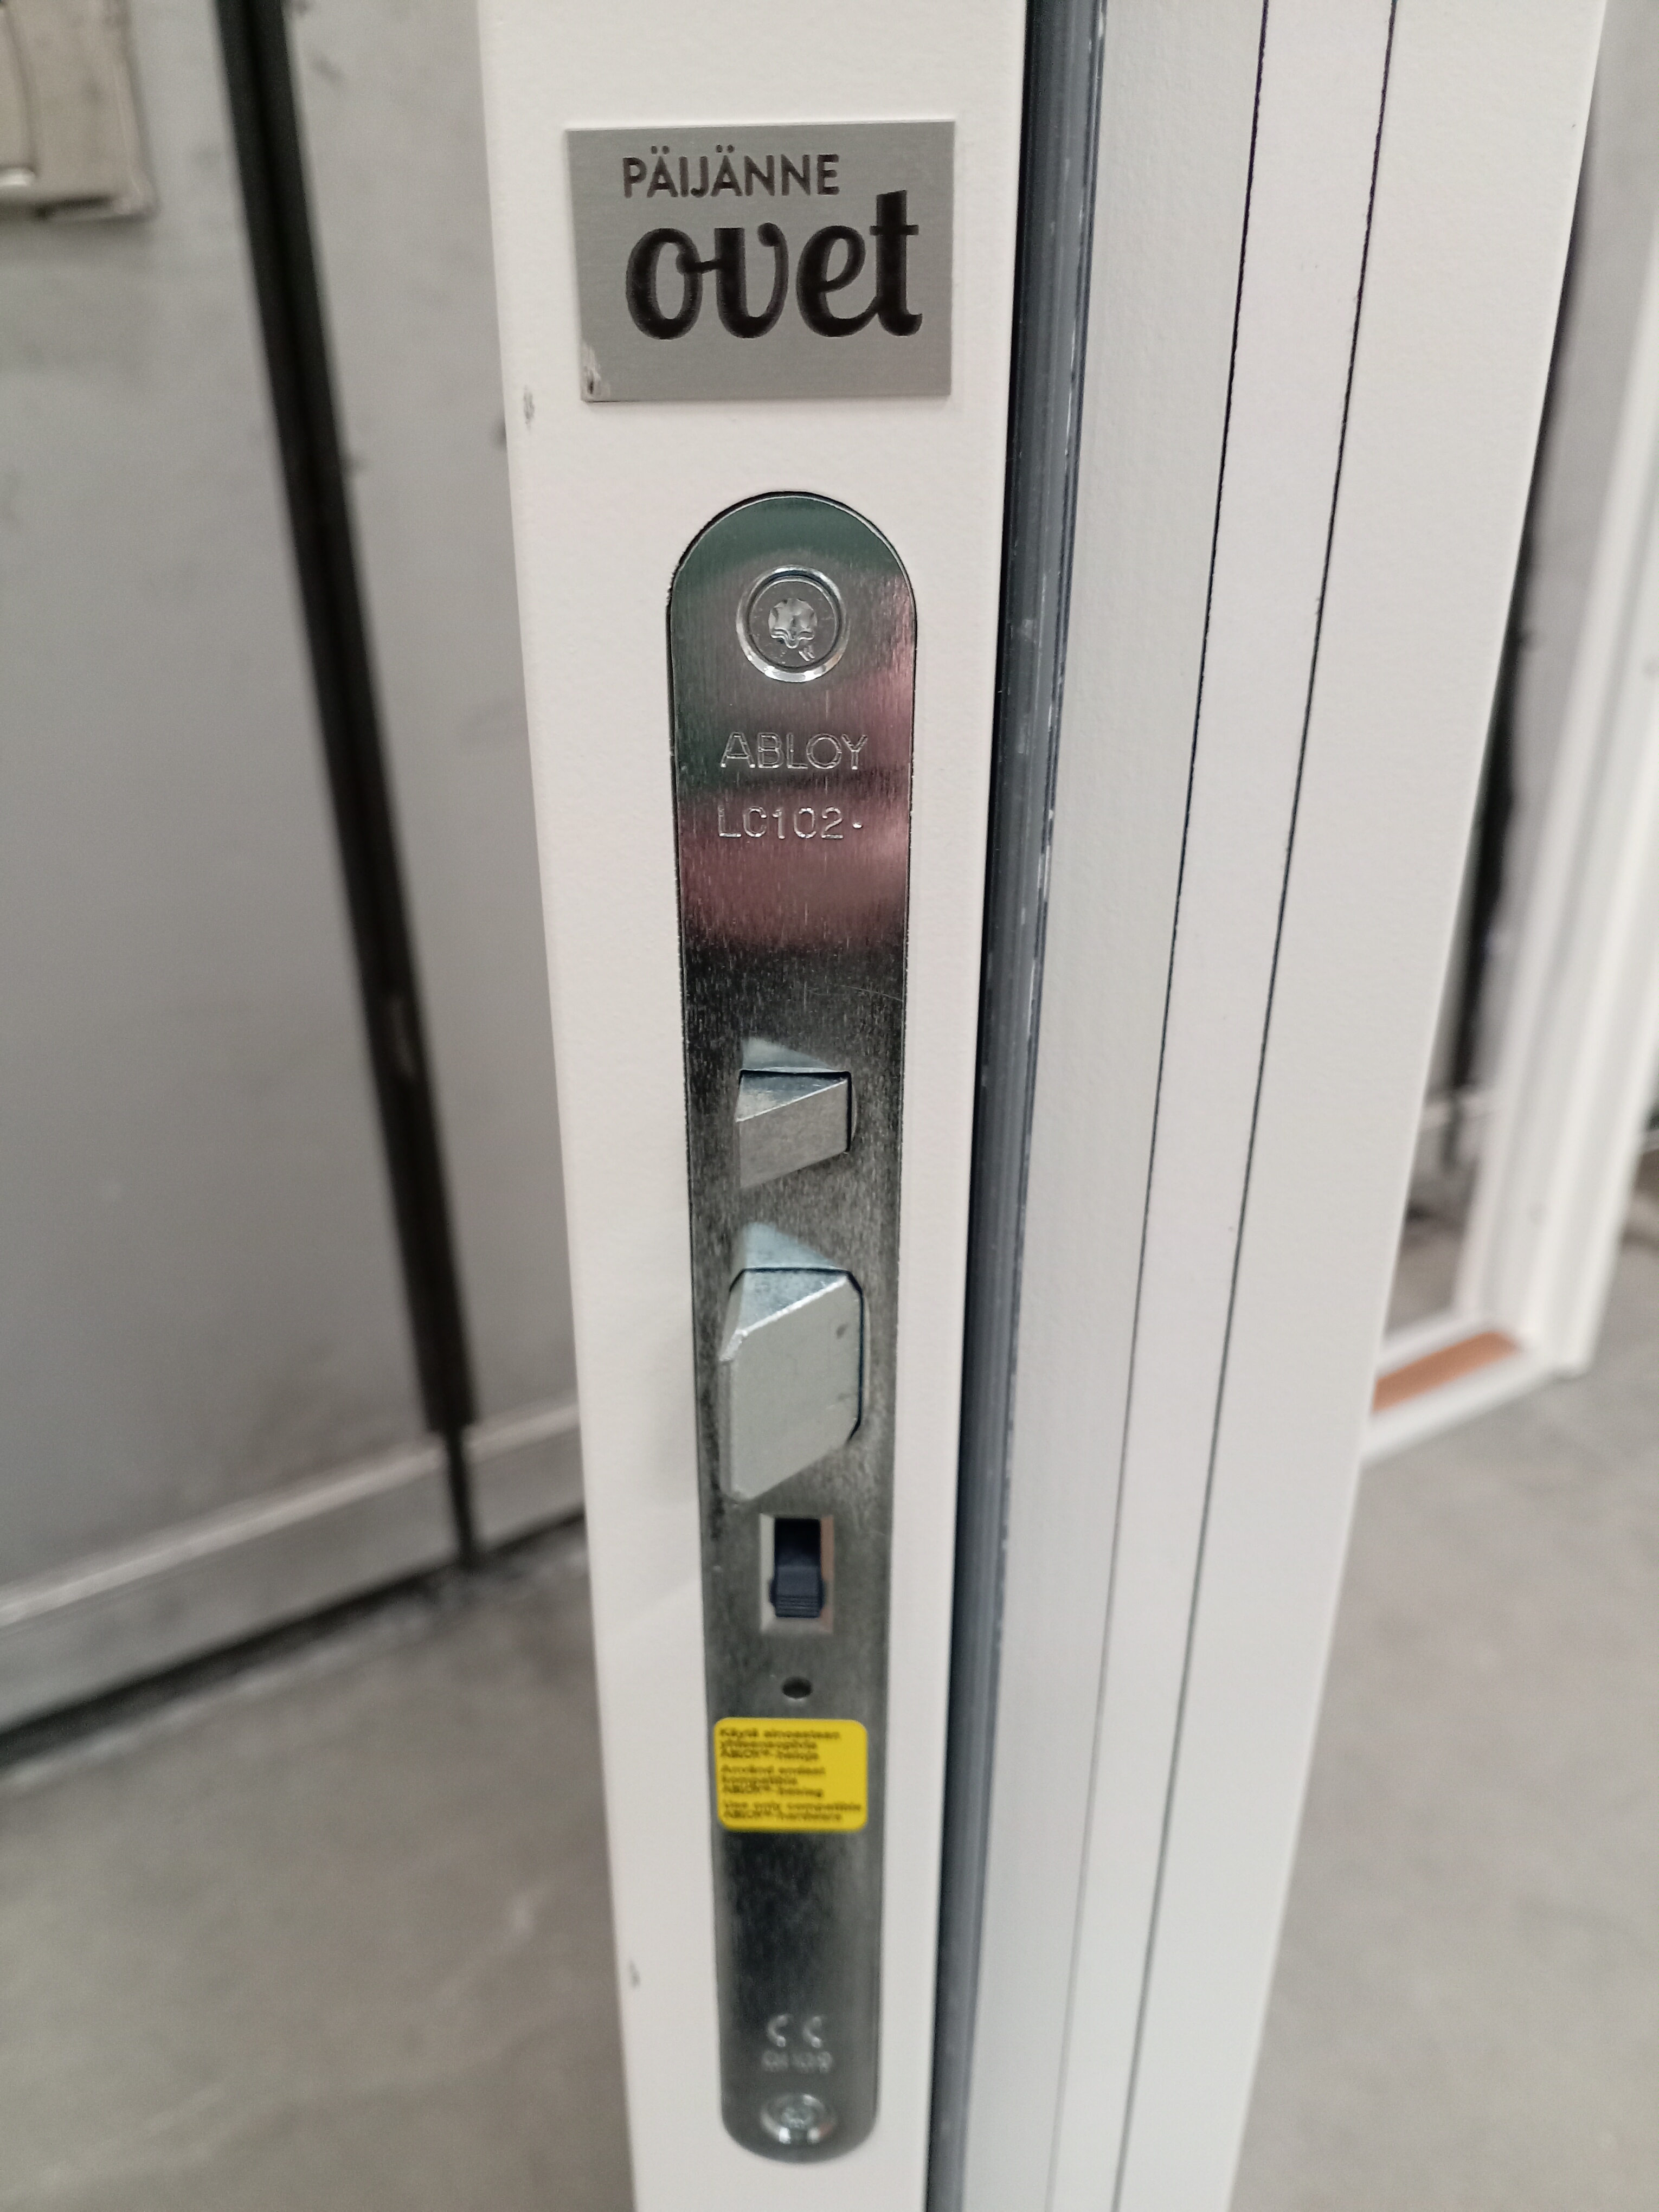 PÄIJÄNNE
ovet
ABLOY
LC102
Käytä ainoastaan
yhteensopivia
ABLOY®-heloja
Använd endast
kompatibla
ABLOY®-beslag
Use only compatible
ABLOY®-hardware
CE